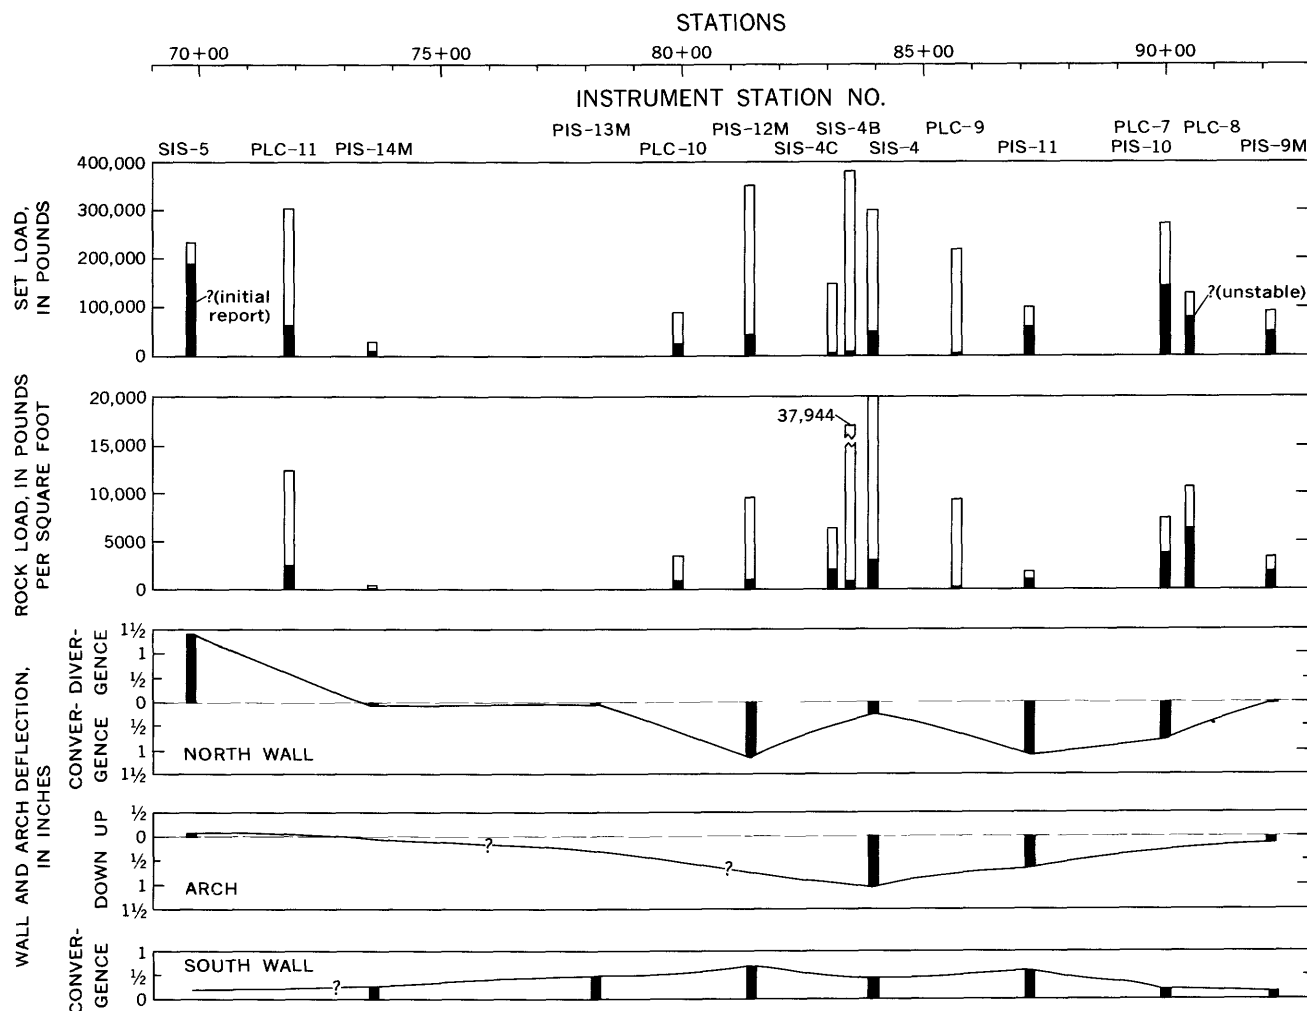 STATIONS
70+00 75+00 80+00 85+00 90+00
INSTRUMENT STATION NO.
PIS-13M PIS-12M SIS-4B PLC-9 PLC-7 PLC-8
SIS-5 PLC-11 PIS-14M PLC-10 SIS-4C SIS-4 PIS-11 PIS-10 PIS-9M
SET LOAD,
IN POUNDS
400,000
300,000
200,000
100,000
0
?(initial
report)
?(unstable)
ROCK LOAD, IN POUNDS
PER SQUARE FOOT
20,000
15,000
10,000
5000
0
37,944
WALL AND ARCH DEFLECTION,
IN INCHES
CONVER- DIVER-
GENCE GENCE
1½
1
½
0
½
1
1½
NORTH WALL
DOWN UP
½
0
½
1
1½
?
?
ARCH
CONVER-
GENCE
1
½
0
SOUTH WALL
?